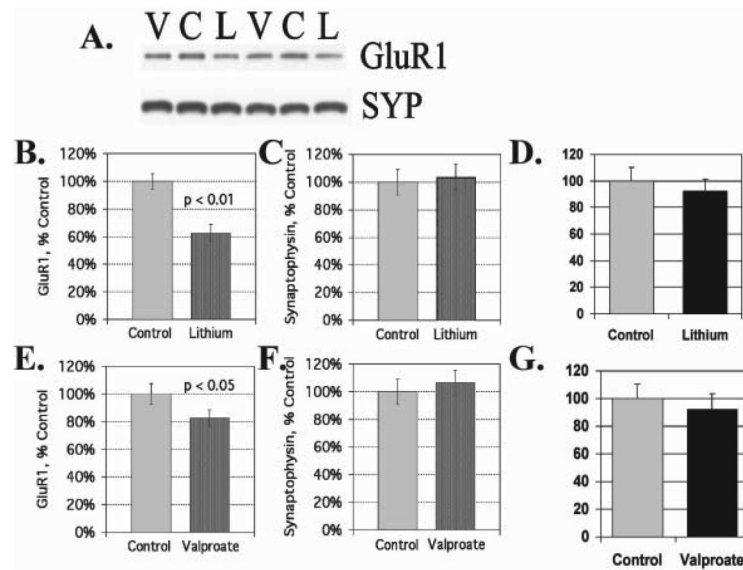 A.
V C L V C L
GluR1
SYP
B.
GluR1, % Control
120%
100%
80%
60%
40%
20%
0%
p < 0.01
Control Lithium
C.
Synaptophysin, % Control
120%
100%
80%
60%
40%
20%
0%
Control Lithium
D.
120
100
80
60
40
20
0
Control Lithium
E.
GluR1, % Control
120%
100%
80%
60%
40%
20%
0%
p < 0.05
Control Valproate
F.
Synaptophysin, % Control
120%
100%
80%
60%
40%
20%
0%
Control Valproate
G.
120
100
80
60
40
20
0
Control Valproate